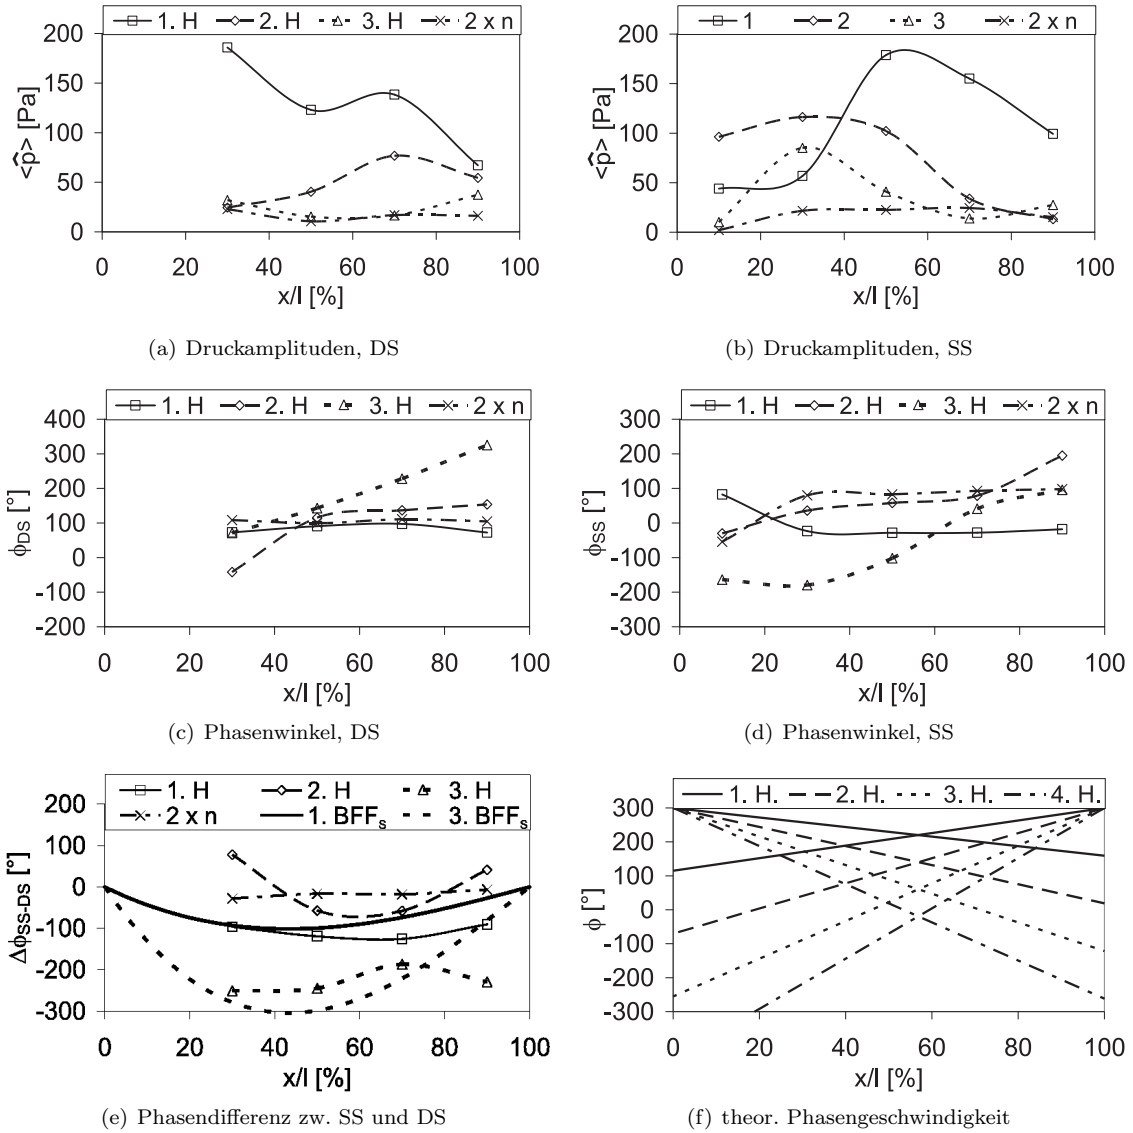 1. H 2. H 3. H 2 x n
200
150
100
50
0
<p̂> [Pa]
0 20 40 60 80 100
x/l [%]
(a) Druckamplituden, DS
1 2 3 2 x n
200
150
100
50
0
<p̂> [Pa]
0 20 40 60 80 100
x/l [%]
(b) Druckamplituden, SS
1. H 2. H 3. H 2 x n
400
300
200
100
0
-100
-200
ϕDS [°]
0 20 40 60 80 100
x/l [%]
(c) Phasenwinkel, DS
1. H 2. H 3. H 2 x n
300
200
100
0
-100
-200
-300
ϕSS [°]
0 20 40 60 80 100
x/l [%]
(d) Phasenwinkel, SS
1. H 2. H 3. H
2 x n 1. BFFs 3. BFFs
200
100
0
-100
-200
-300
ΔϕSS-DS [°]
0 20 40 60 80 100
x/l [%]
(e) Phasendifferenz zw. SS und DS
1. H. 2. H. 3. H. 4. H.
300
200
100
0
-100
-200
-300
ϕ [°]
0 20 40 60 80 100
x/l [%]
(f) theor. Phasengeschwindigkeit